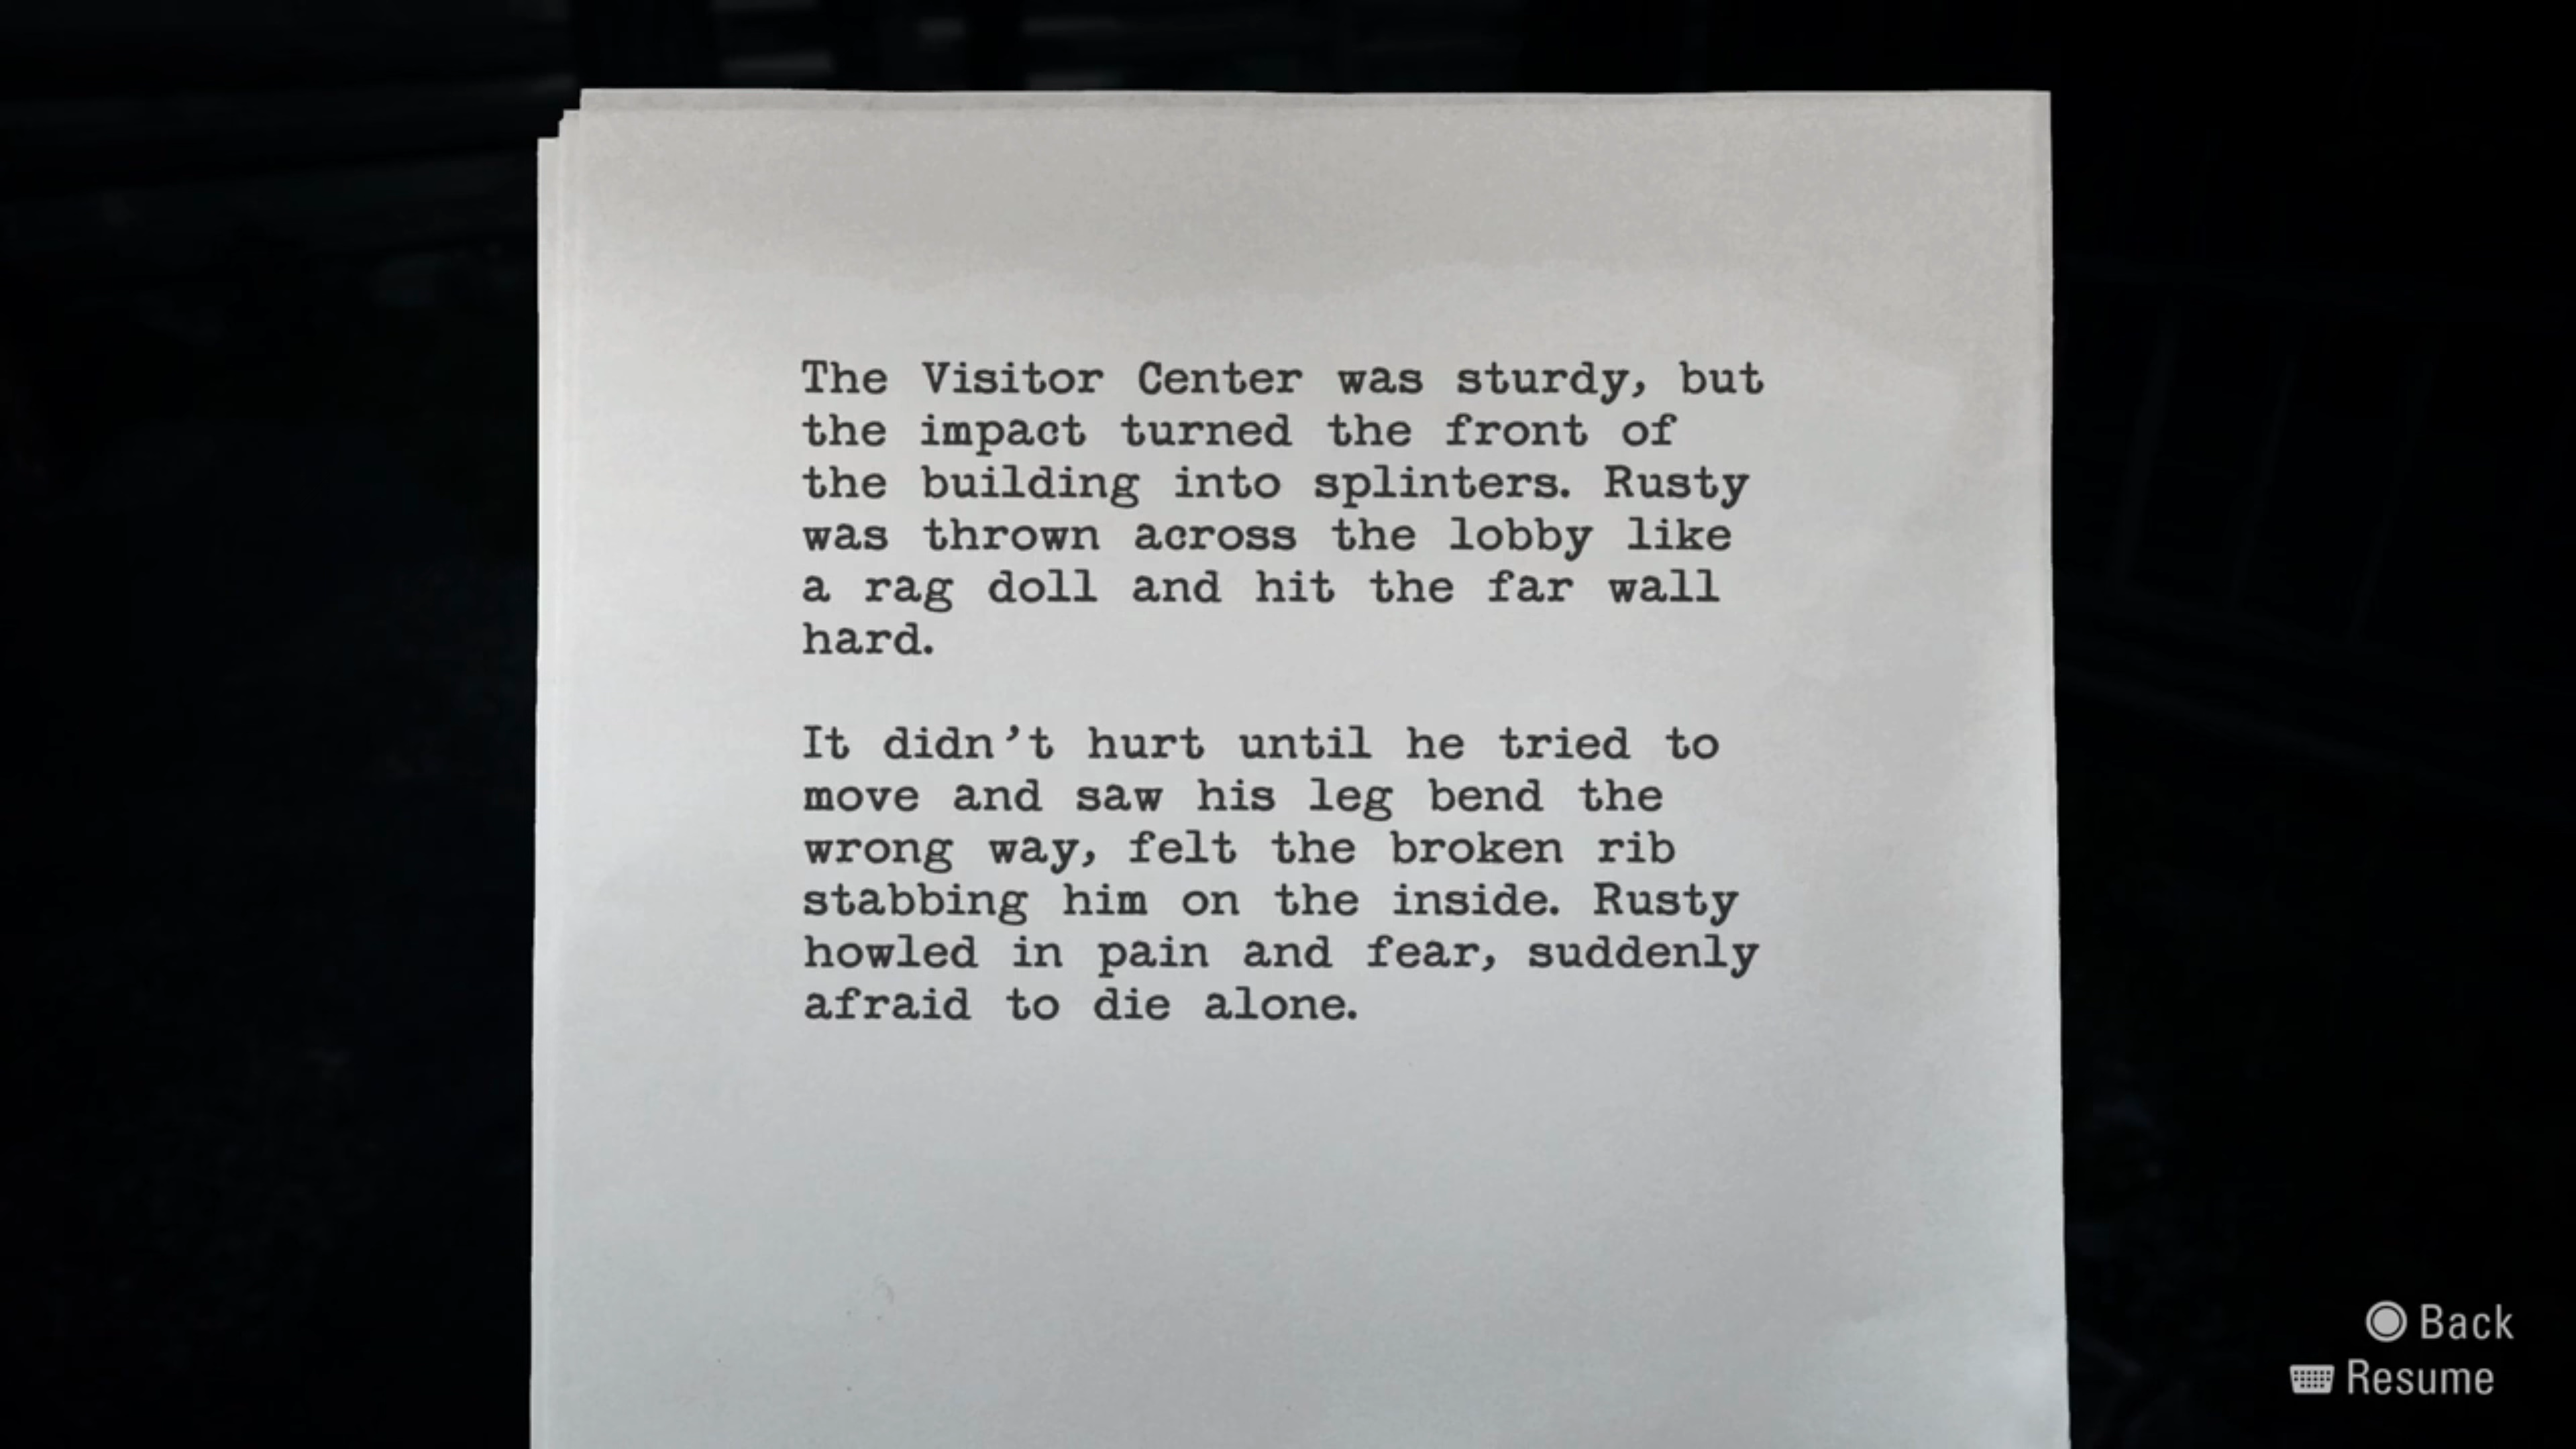 The Visitor Center was sturdy, but
the impact turned the front of
the building into splinters. Rusty
was thrown across the lobby like
a rag doll and hit the far wall
hard.
It didn’t hurt until he tried to
move and saw his leg bend the
wrong way, felt the broken rib
stabbing him on the inside. Rusty
howled in pain and fear, suddenly
afraid to die alone.
Back
Resume